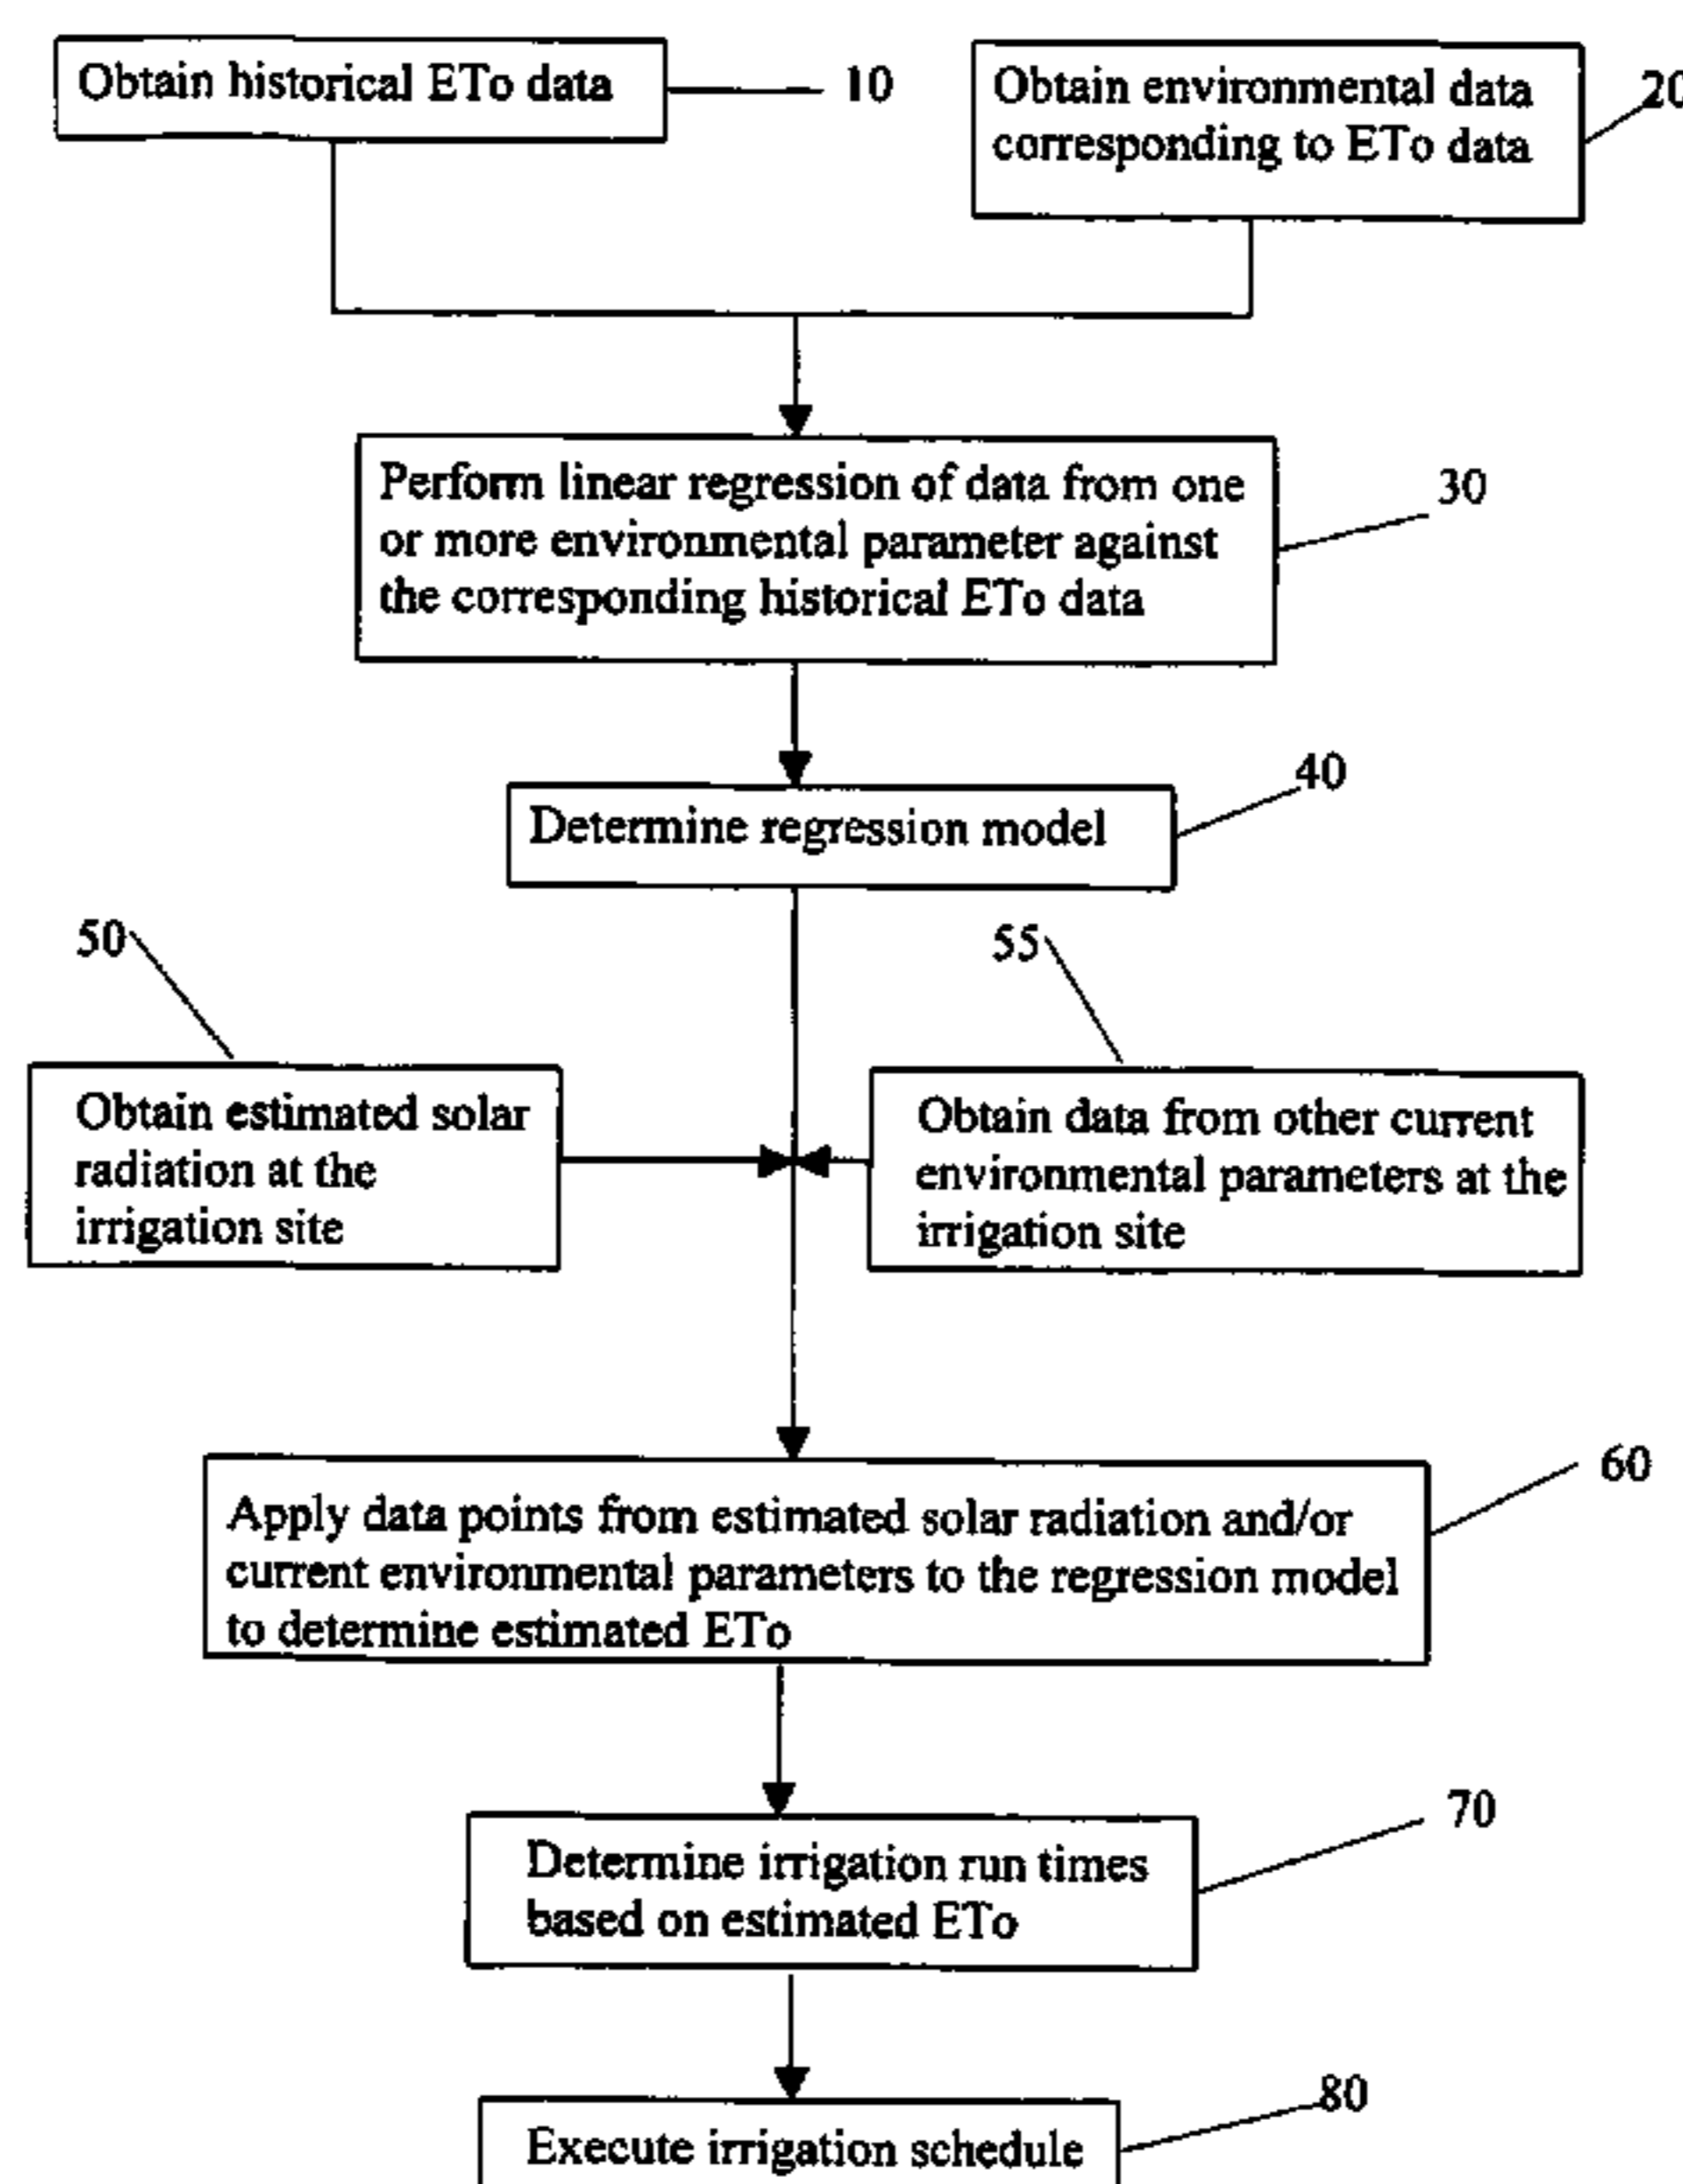 Obtain historical ETo data
10
Obtain environmental data
corresponding to ETo data
20
Perform linear regression of data from one
or more environmental parameter against
the corresponding historical ETo data
30
Determine regression model
40
50
55
Obtain estimated solar
radiation at the
irrigation site
Obtain data from other current
environmental parameters at the
irrigation site
Apply data points from estimated solar radiation and/or
current environmental parameters to the regression model
to determine estimated ETo
60
Determine irrigation run times
based on estimated ETo
70
Execute irrigation schedule
80